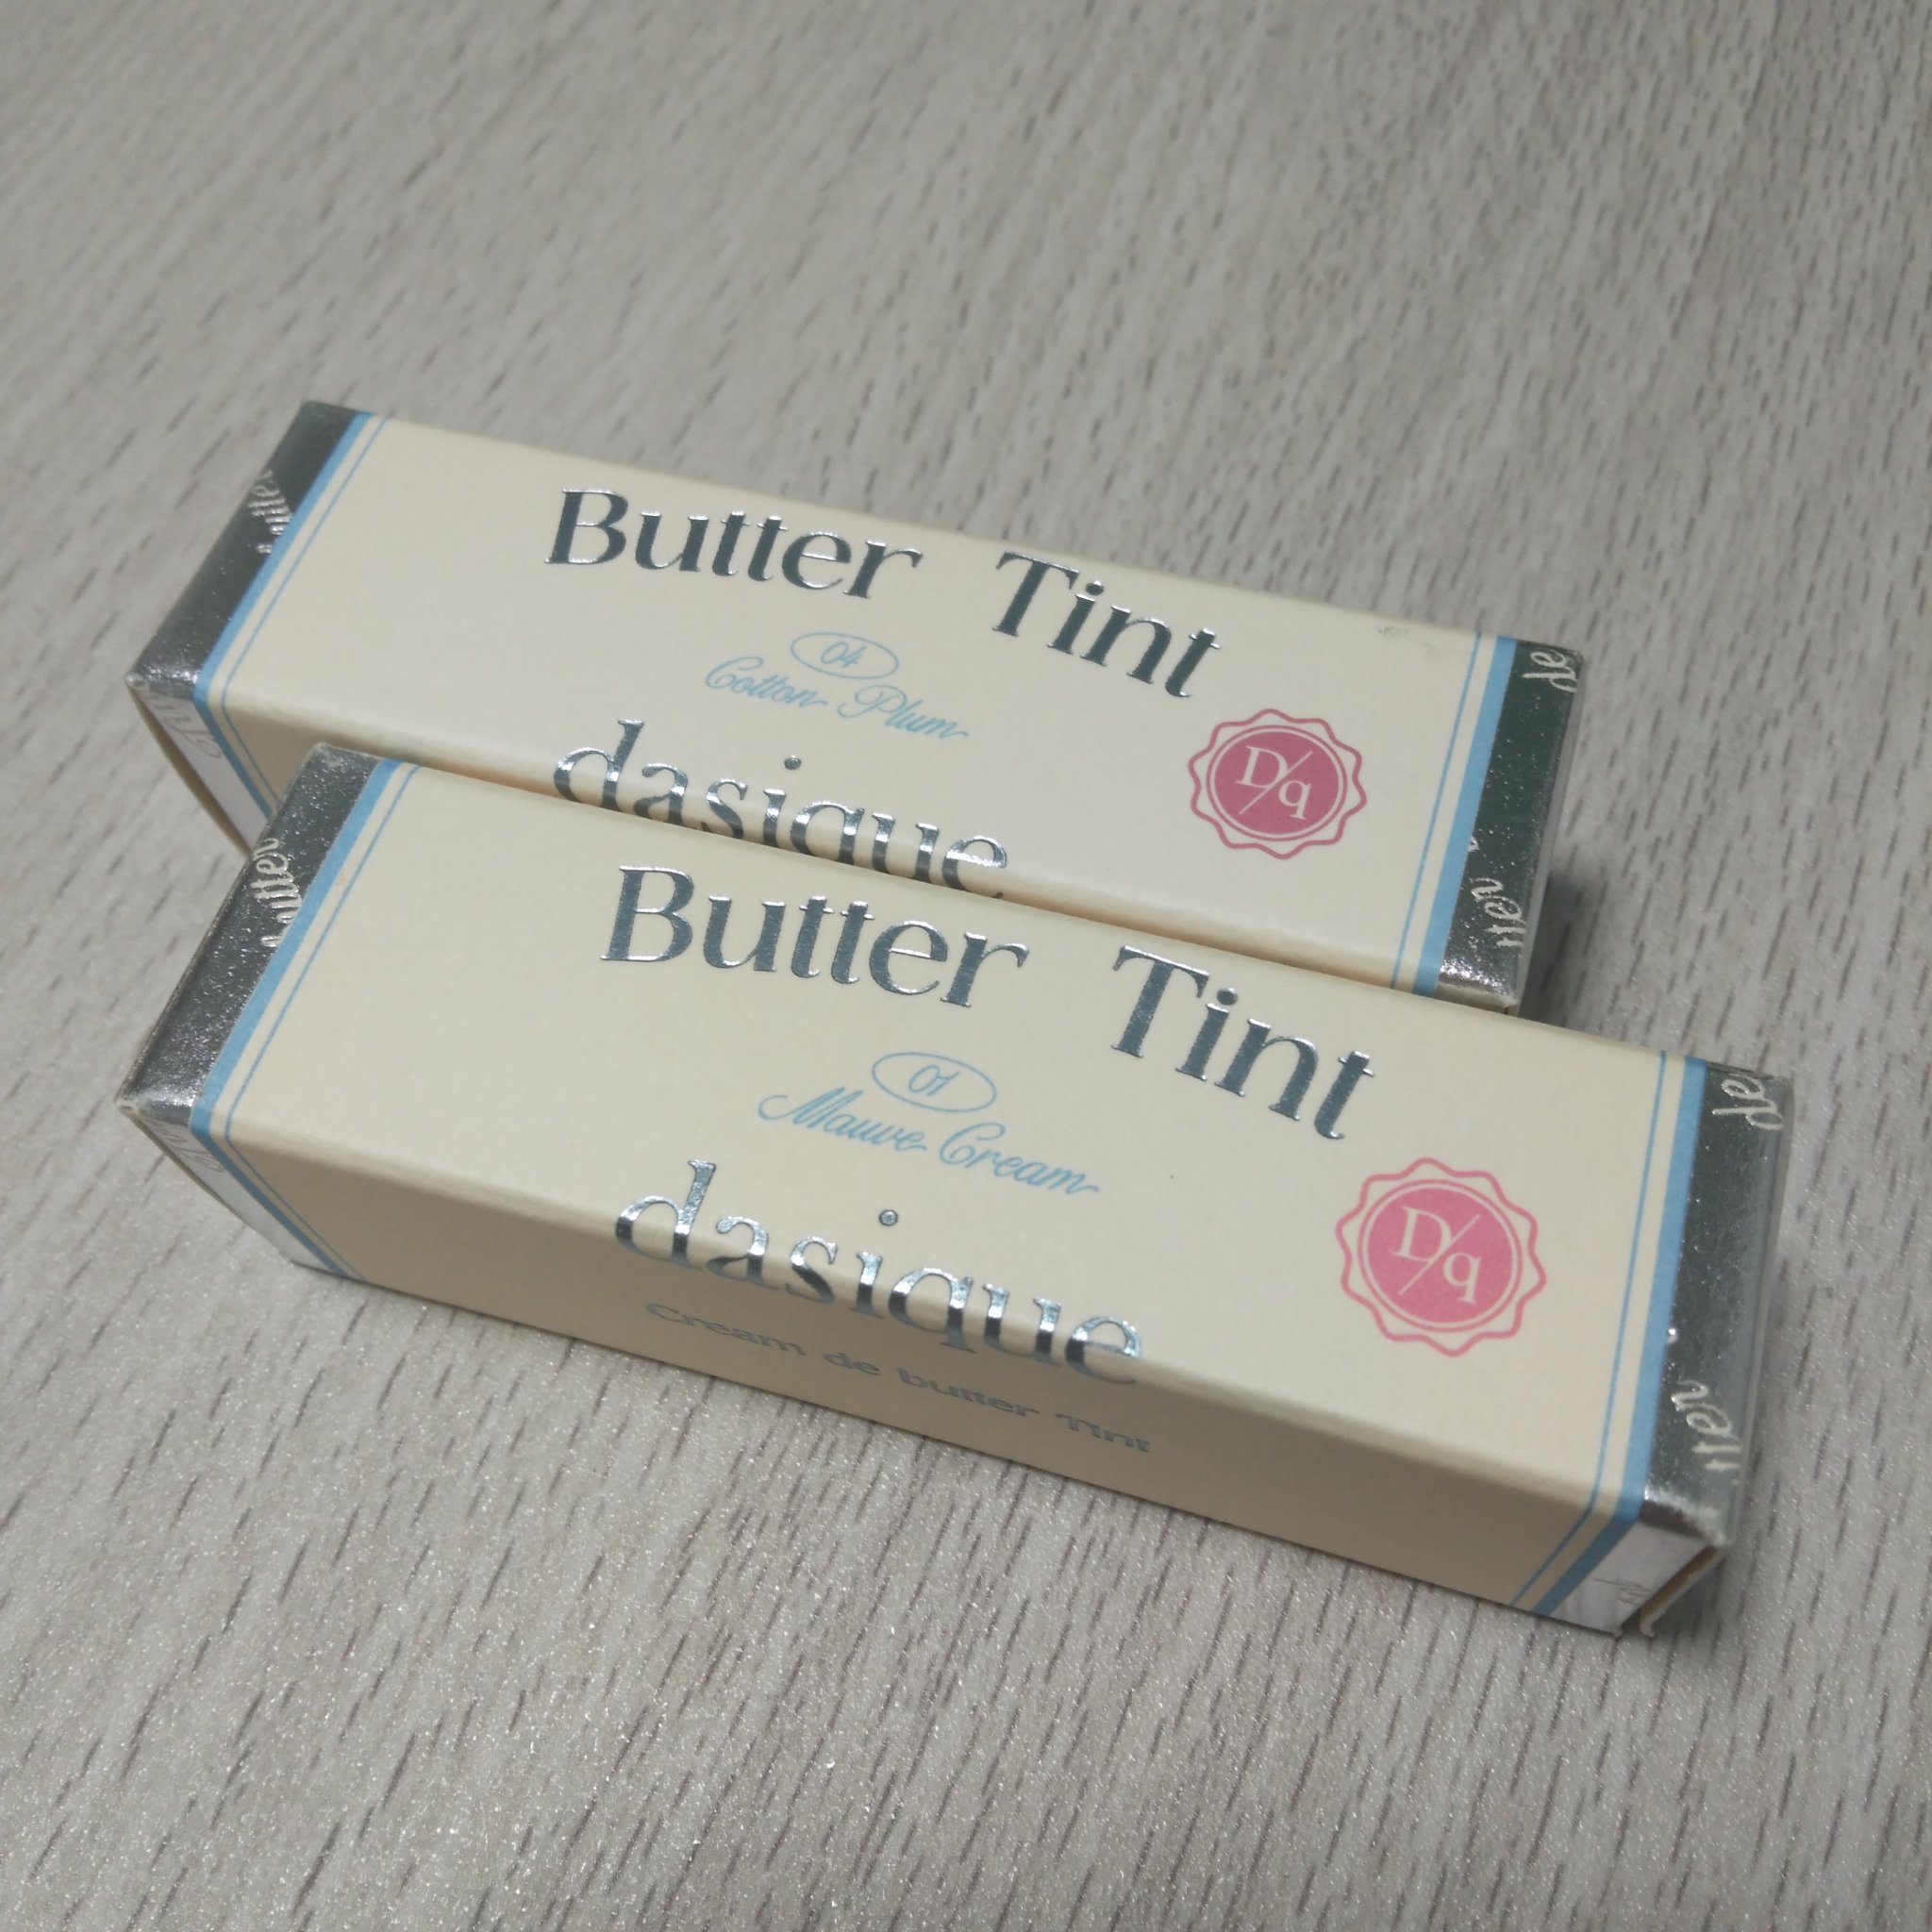 Butter Tint
04
Cotton Plum
dasique
D/q
Butter Tint
01
Mauve Cream
dasique
D/q
Cream de butter Tint